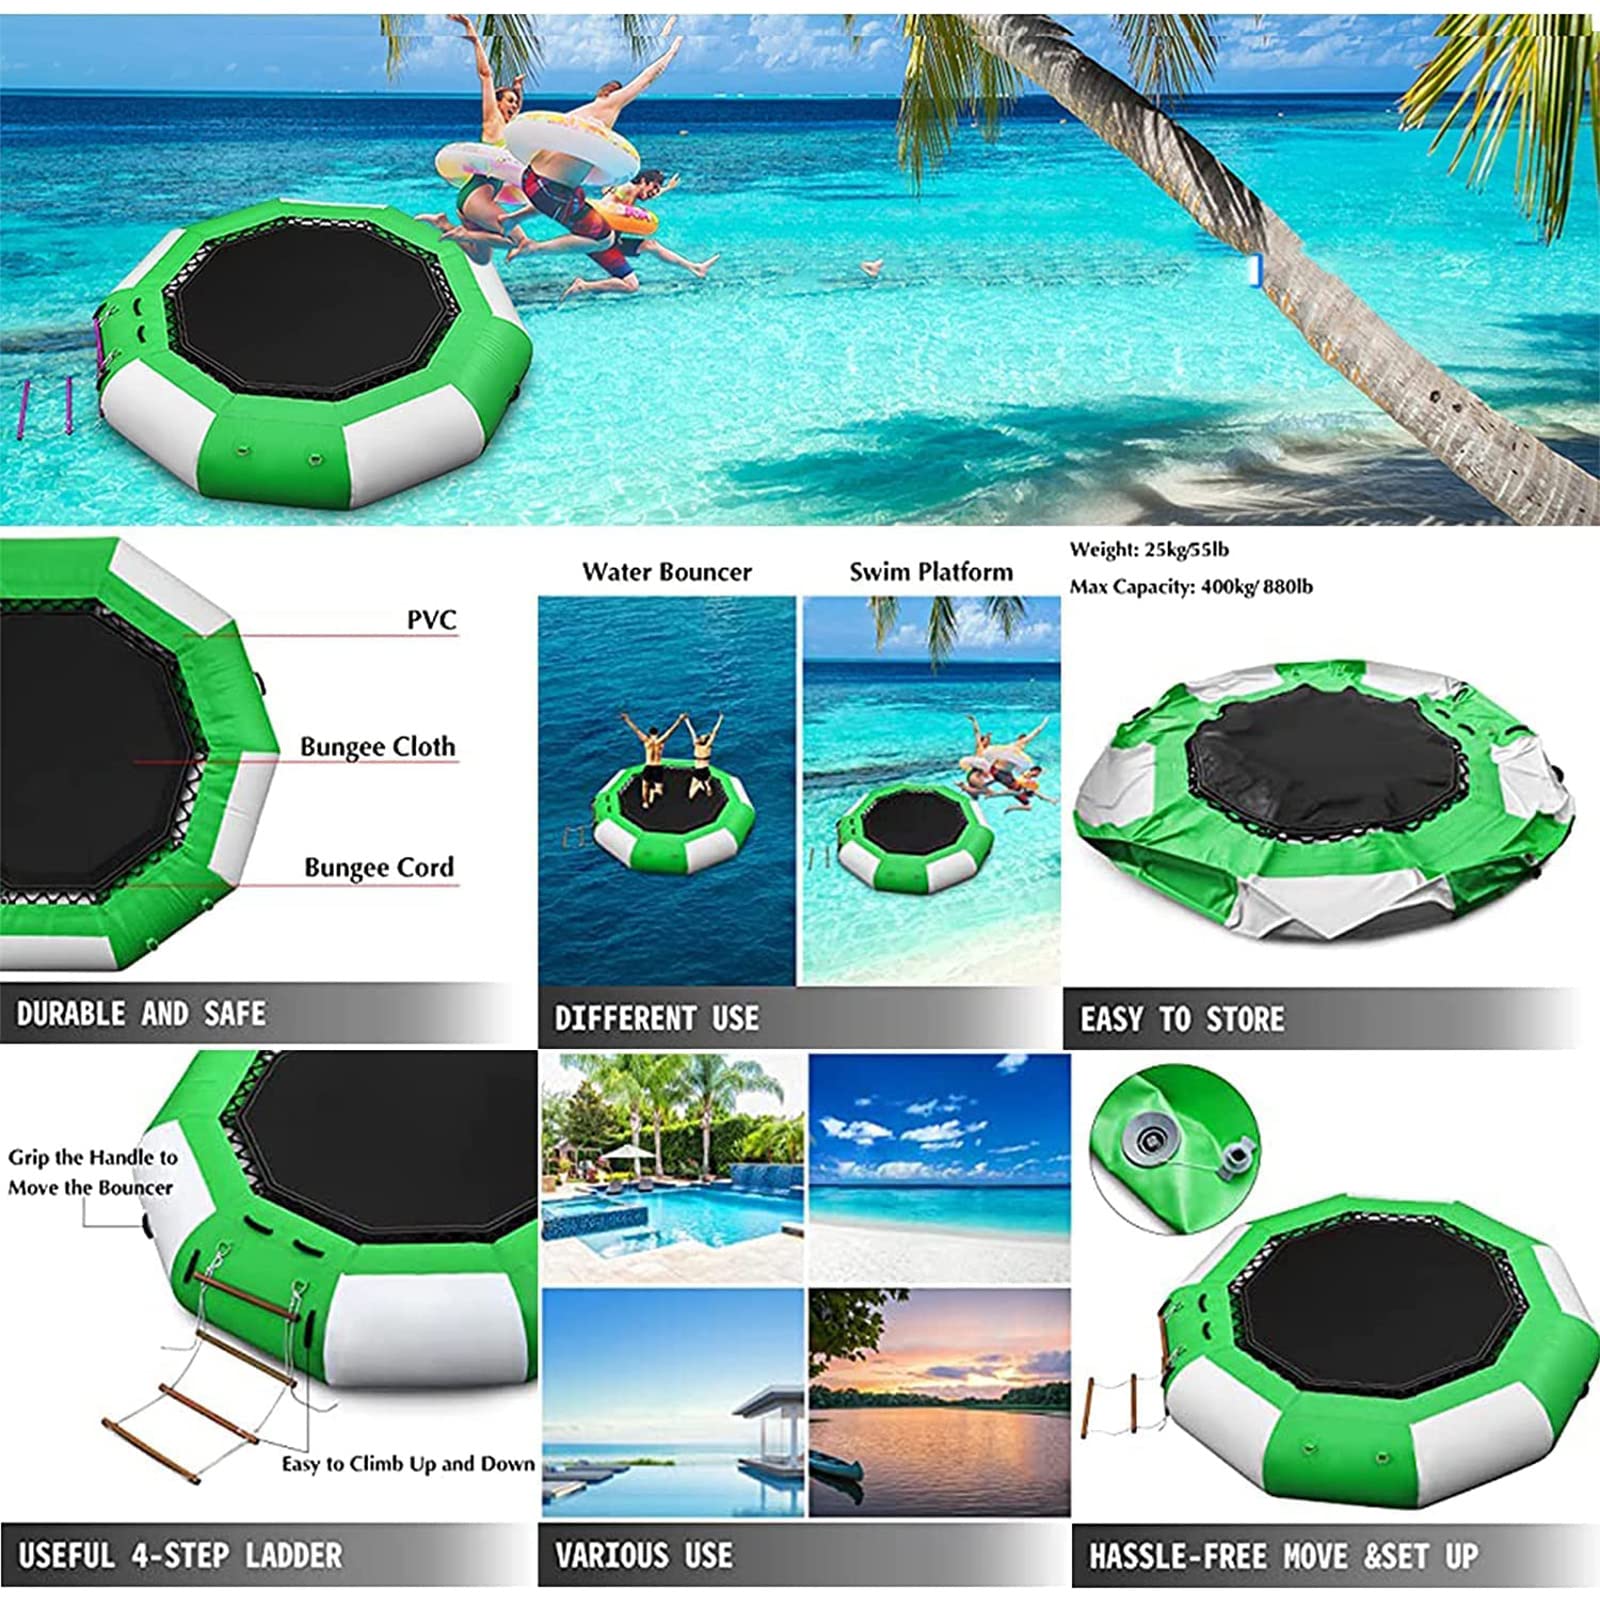 PVC
Bungee Cloth
Bungee Cord
DURABLE AND SAFE
Water Bouncer
Swim Platform
DIFFERENT USE
Weight: 25kg/55lb
Max Capacity: 400kg/ 880lb
EASY TO STORE
Grip the Handle to
Move the Bouncer
Easy to Climb Up and Down
USEFUL 4-STEP LADDER
VARIOUS USE
HASSLE-FREE MOVE &SET UP